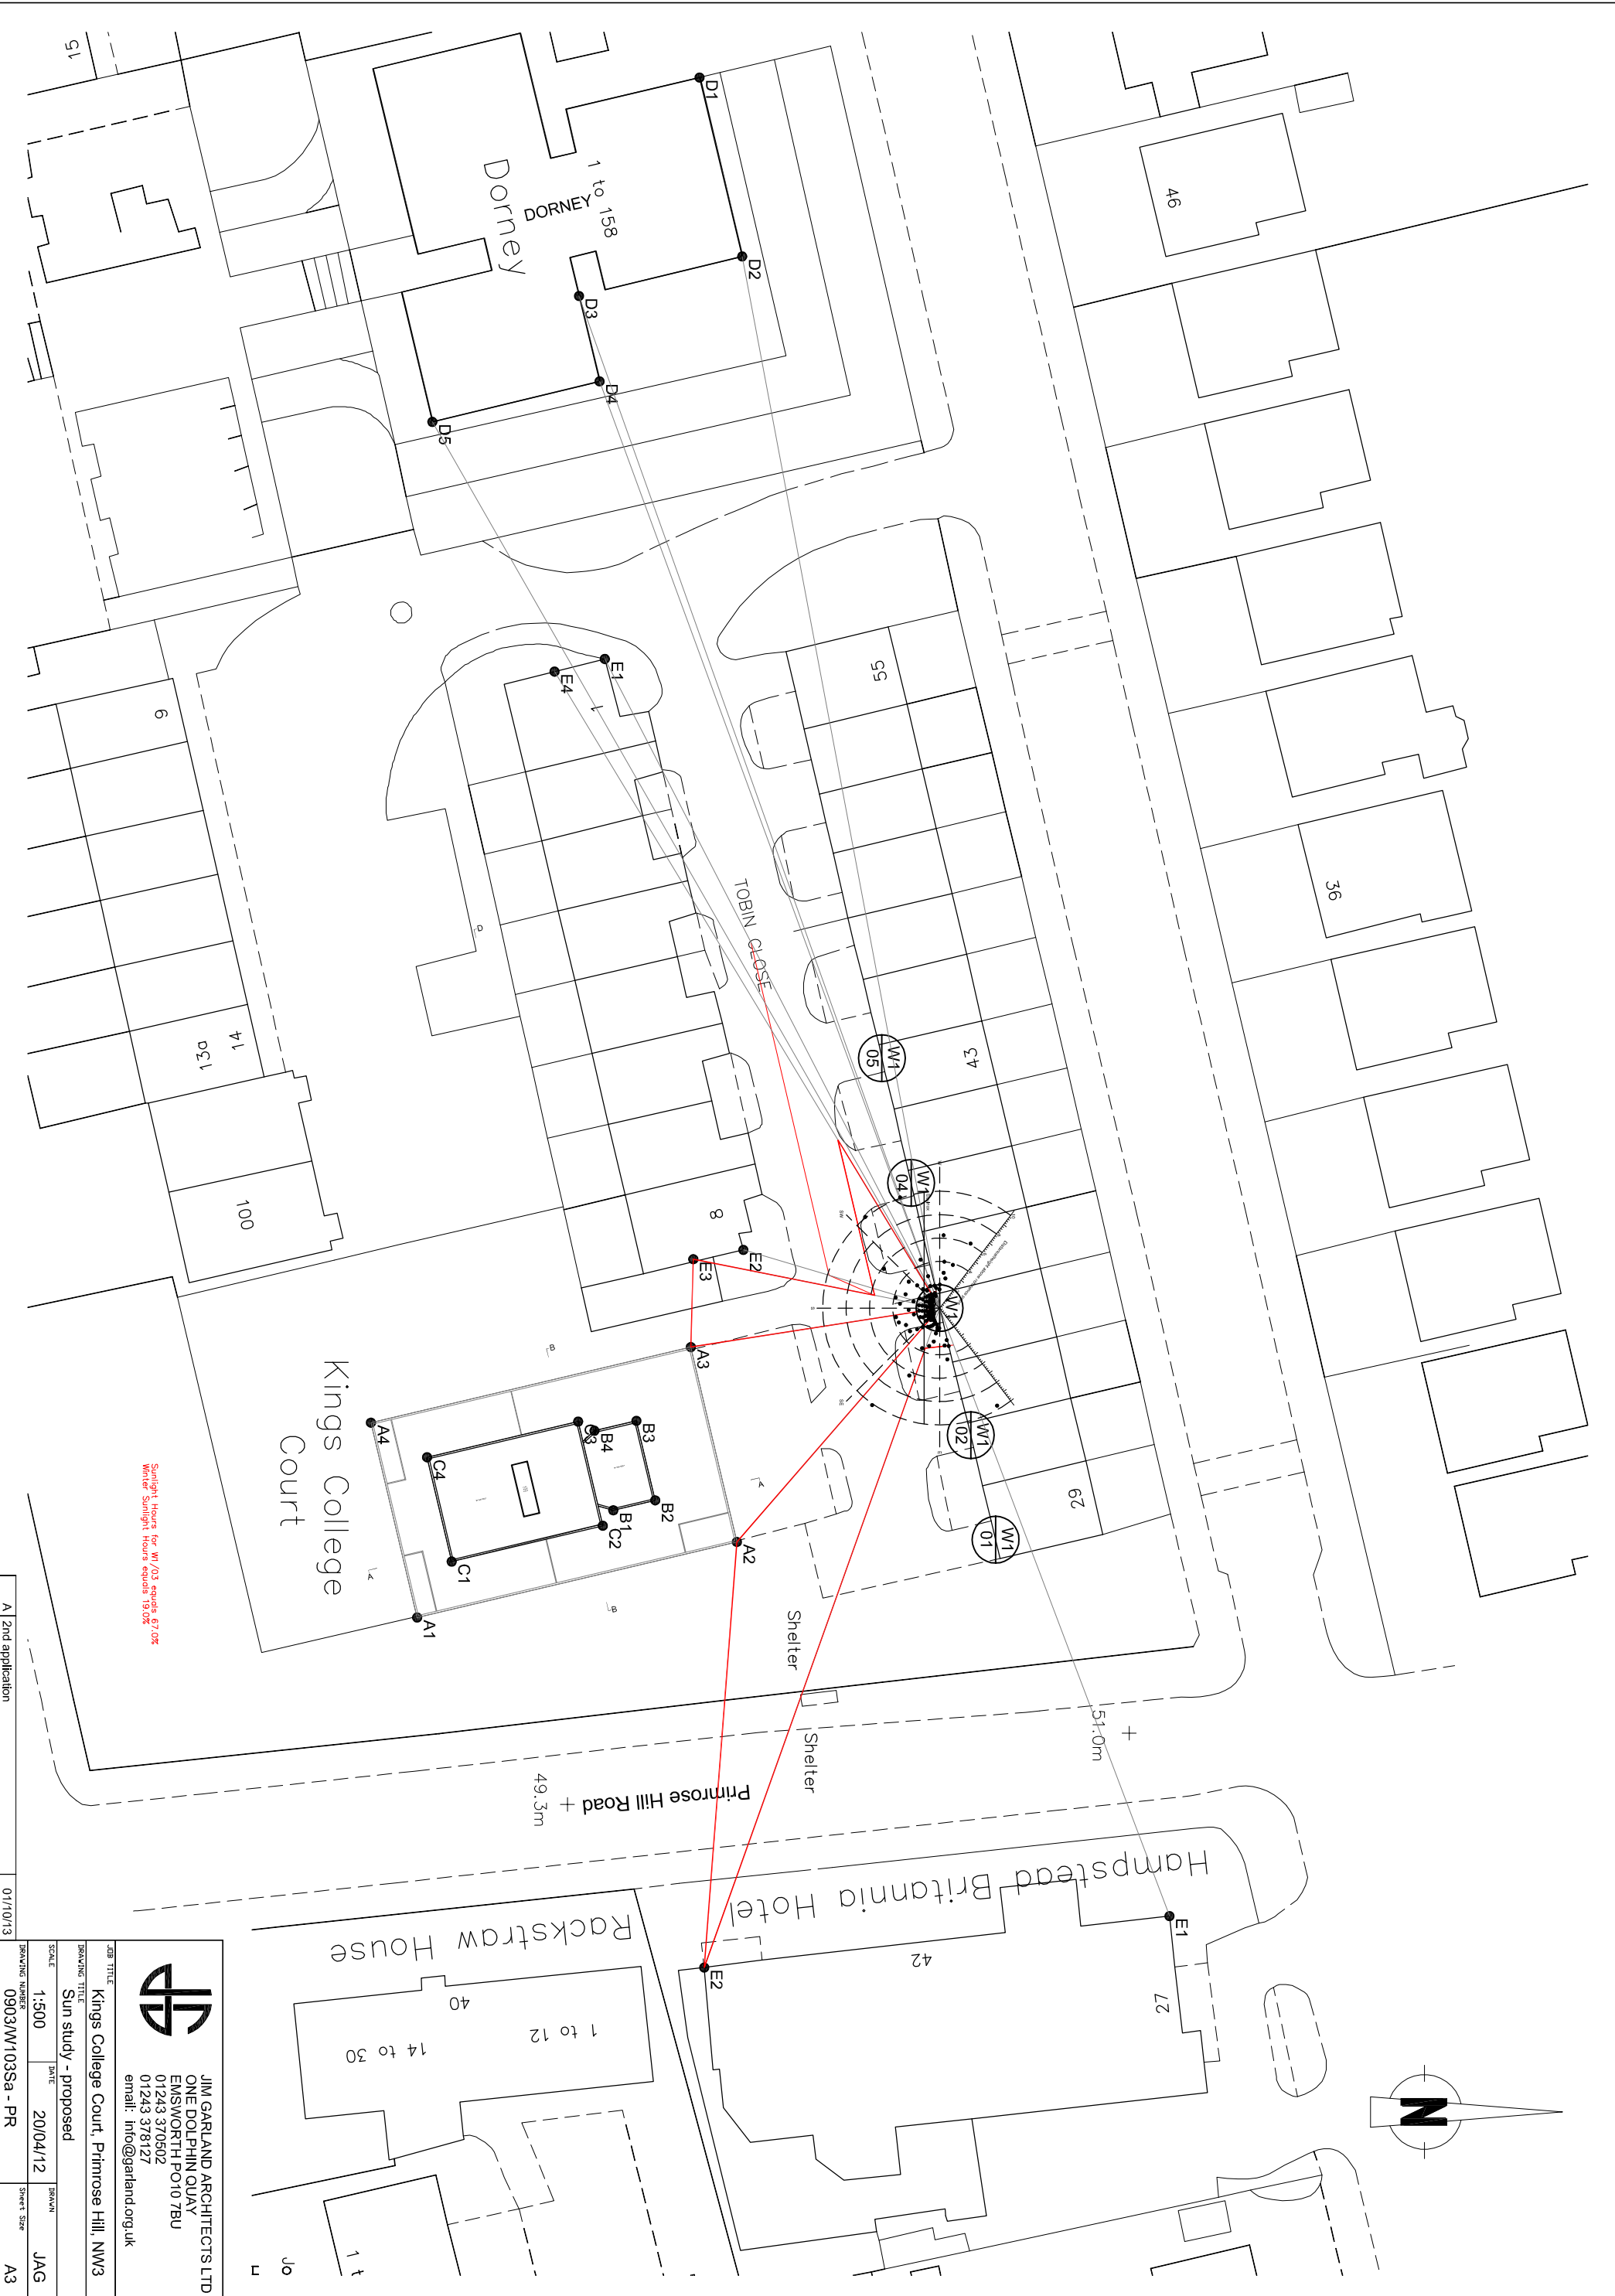 15
46
D1
D2
D3
D4
D5
1 to 158
DORNEY
Dorney
E1
E4
1
55
9
36
TOBIN CLOSE
14
13a
100
8
43
29
W1
05
W1
04
W1
W1
02
W1
01
E2
E3
A3
A2
A4
A1
B3
B4
B2
B1
C3
C4
C2
C1
D
B
B
A
A
Kings College
Court
Sunlight Hours for W1/03 equals 67.0%
Winter Sunlight Hours equals 19.0%
Shelter
Shelter
51.0m
49.3m
Primrose Hill Road
Hampstead Britannia Hotel
E1
E2
42
27
Rackstraw House
40
1 to 12
14 to 30
1 t
Jo
N
A 2nd application 01/10/13
JIM GARLAND ARCHITECTS LTD
ONE DOLPHIN QUAY
EMSWORTH PO10 7BU
01243 370502
01243 378127
email: info@garland.org.uk
JOB TITLE
Kings College Court, Primrose Hill, NW3
DRAWING TITLE
Sun study - proposed
SCALE
1:500
DATE
20/04/12
DRAWN
JAG
DRAWING NUMBER
0903/W103Sa - PR
Sheet Size
A3